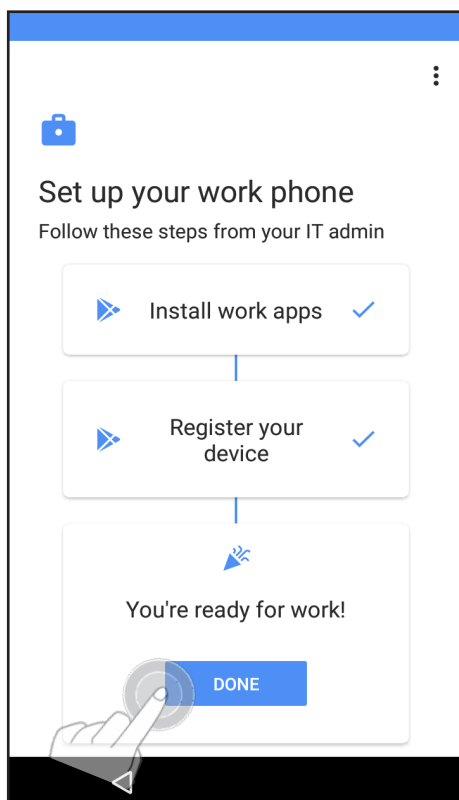 Set up your work phone
Follow these steps from your IT admin
Install work apps
Register your
device
You're ready for work!
DONE